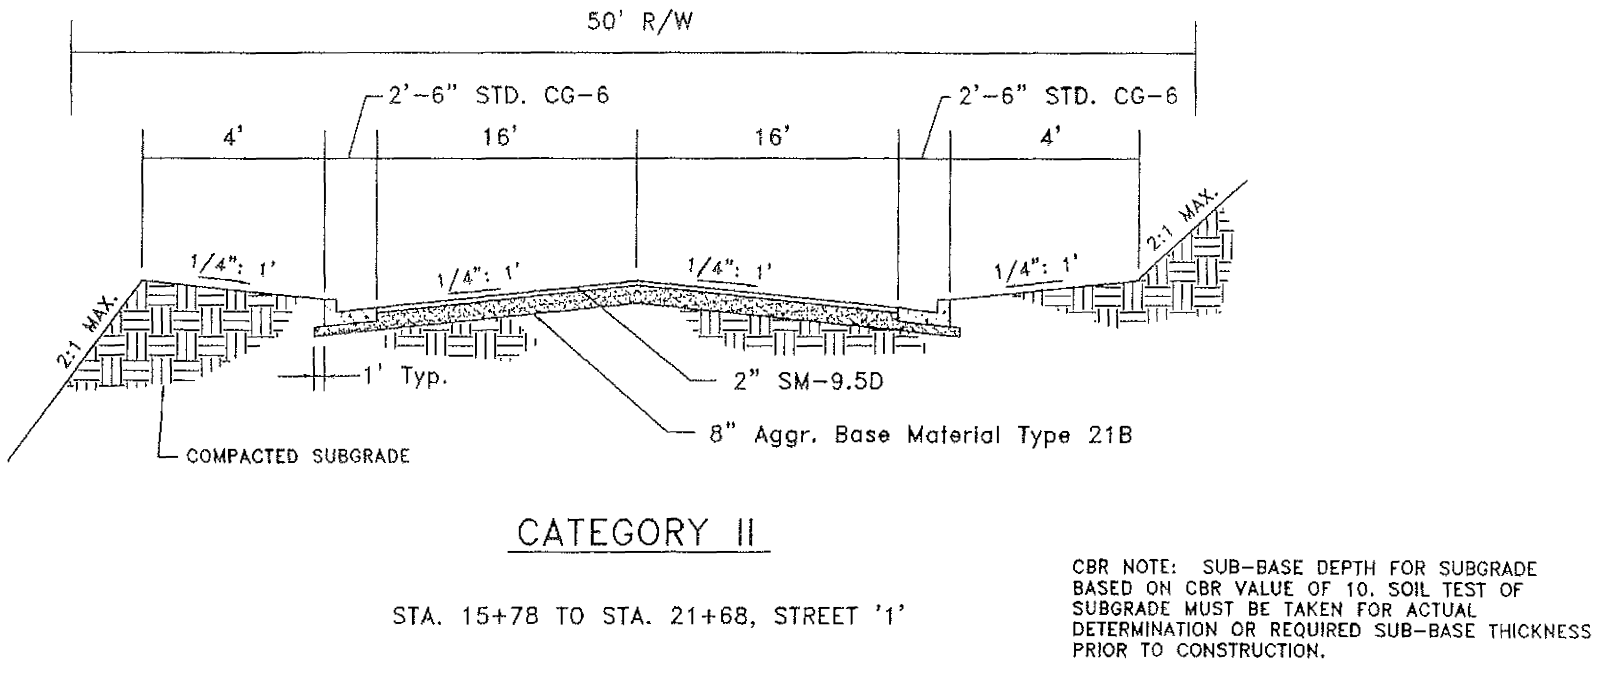 50' R/W
2'-6" STD. CG-6
2'-6" STD. CG-6
4'
16'
16'
4'
2:1 MAX.
1/4": 1'
1/4": 1'
1/4": 1'
1/4": 1'
2:1 MAX.
1' Typ.
2" SM-9.5D
8" Aggr. Base Material Type 21B
COMPACTED SUBGRADE
CATEGORY II
STA. 15+78 TO STA. 21+68, STREET '1'
CBR NOTE: SUB-BASE DEPTH FOR SUBGRADE
BASED ON CBR VALUE OF 10. SOIL TEST OF
SUBGRADE MUST BE TAKEN FOR ACTUAL
DETERMINATION OR REQUIRED SUB-BASE THICKNESS
PRIOR TO CONSTRUCTION.